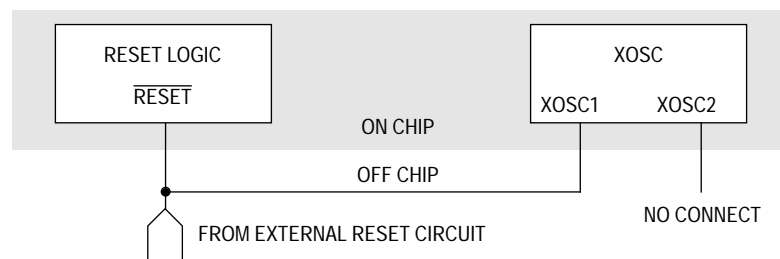 RESET LOGIC
RESET
XOSC
XOSC1
XOSC2
ON CHIP
OFF CHIP
NO CONNECT
FROM EXTERNAL RESET CIRCUIT